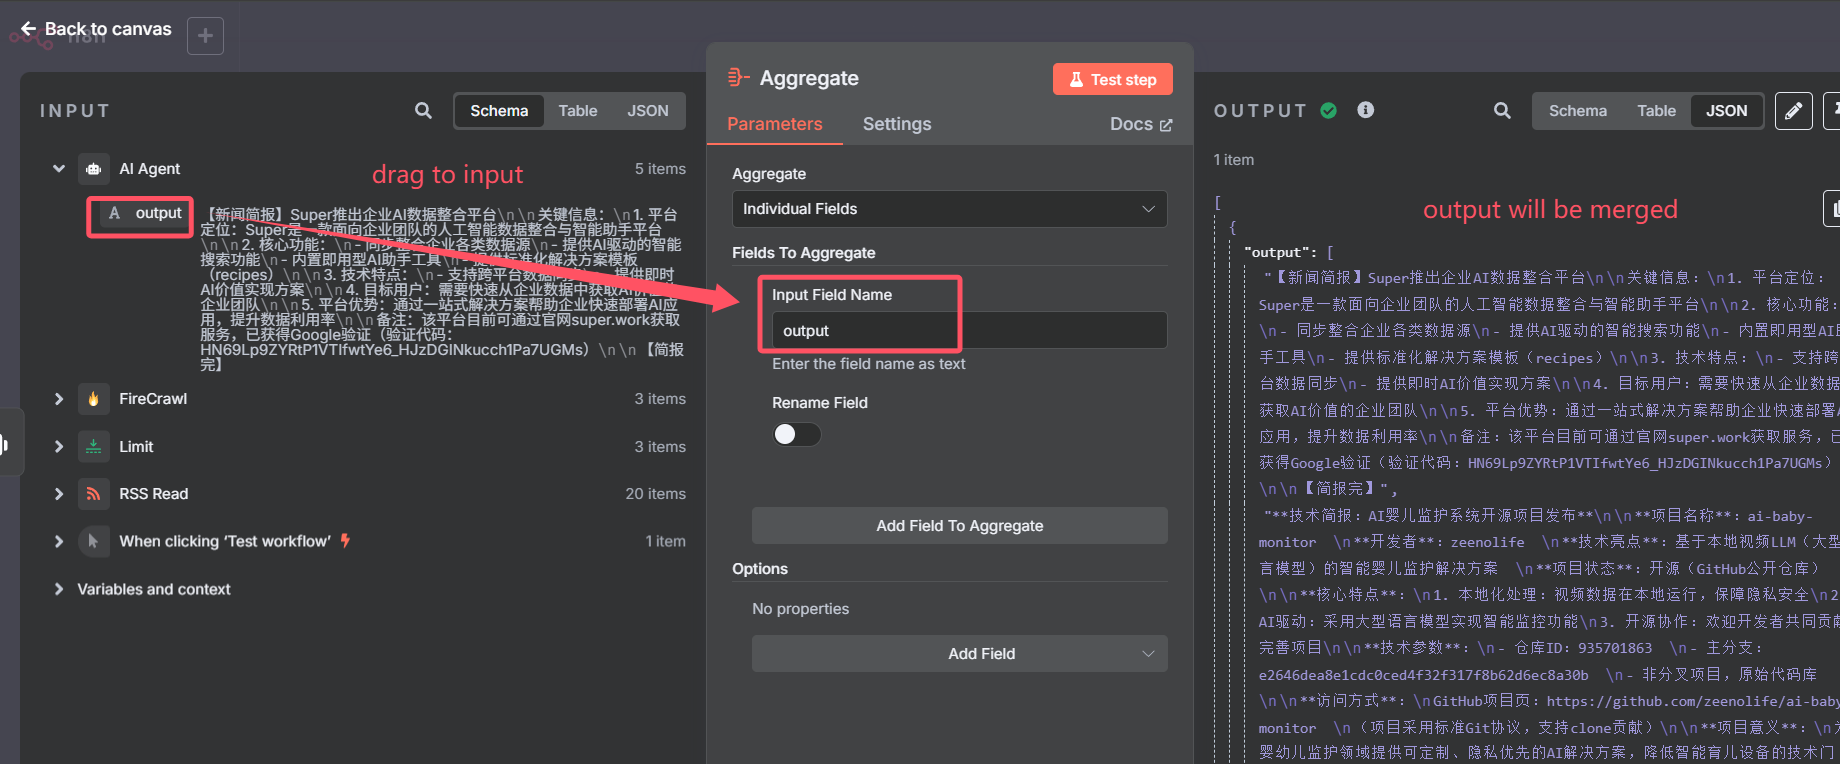 Back to canvas
n8n
INPUT
Schema
Table
JSON
AI Agent
5 items
drag to input
output
【新闻简报】Super推出企业AI数据整合平台\n\n关键信息：\n1. 平台
定位：Super是一款面向企业团队的人工智能数据整合与智能助手平台
\n\n2. 核心功能：\n- 同步整合企业各类数据源\n- 提供AI驱动的智能
搜索功能\n- 内置即用型AI助手工具\n- 提供标准化解决方案模板
（recipes）\n\n3. 技术特点：\n- 支持跨平台数据同步\n- 提供即时
AI价值实现方案\n\n4. 目标用户：需要快速从企业数据中获取AI价值的
企业团队\n\n5. 平台优势：通过一站式解决方案帮助企业快速部署AI应
用，提升数据利用率\n\n备注：该平台目前可通过官网super.work获取
服务，已获得Google验证（验证代码：
HN69Lp9ZYRtP1VTIfwtYe6_HJzDGINkucch1Pa7UGMs）\n\n【简报
完】
FireCrawl
3 items
Limit
3 items
RSS Read
20 items
When clicking ‘Test workflow’
1 item
Variables and context
Aggregate
Test step
Parameters
Settings
Docs
Aggregate
Individual Fields
Fields To Aggregate
Input Field Name
output
Enter the field name as text
Rename Field
Add Field To Aggregate
Options
No properties
Add Field
OUTPUT
Schema
Table
JSON
1 item
output will be merged
[
{
"output": [
"【新闻简报】Super推出企业AI数据整合平台\n\n关键信息：\n1. 平台定位：
Super是一款面向企业团队的人工智能数据整合与智能助手平台\n\n2. 核心功能：
\n- 同步整合企业各类数据源\n- 提供AI驱动的智能搜索功能\n- 内置即用型AI助
手工具\n- 提供标准化解决方案模板（recipes）\n\n3. 技术特点：\n- 支持跨
台数据同步\n- 提供即时AI价值实现方案\n\n4. 目标用户：需要快速从企业数据
获取AI价值的企业团队\n\n5. 平台优势：通过一站式解决方案帮助企业快速部署A
应用，提升数据利用率\n\n备注：该平台目前可通过官网super.work获取服务，已
获得Google验证（验证代码：HN69Lp9ZYRtP1VTIfwtYe6_HJzDGINkucch1Pa7UGMs）
\n\n【简报完】",
"**技术简报：AI婴儿监护系统开源项目发布**\n\n**项目名称**：ai-baby-
monitor  \n**开发者**：zeenolife  \n**技术亮点**：基于本地视频LLM（大型
言模型）的智能婴儿监护解决方案  \n**项目状态**：开源（GitHub公开仓库）
\n\n**核心特点**：\n1. 本地化处理：视频数据在本地运行，保障隐私安全\n2
AI驱动：采用大型语言模型实现智能监控功能\n3. 开源协作：欢迎开发者共同贡献
完善项目\n\n**技术参数**：\n- 仓库ID：935701863  \n- 主分支：
e2646dea8e1cdc0ced4f32f317f8b62d6ec8a30b  \n- 非分叉项目，原始代码库
\n\n**访问方式**：\nGitHub项目页：https://github.com/zeenolife/ai-baby
monitor  \n（项目采用标准Git协议，支持clone贡献）\n\n**项目意义**：\n为
婴幼儿监护领域提供可定制、隐私优先的AI解决方案，降低智能育儿设备的技术门